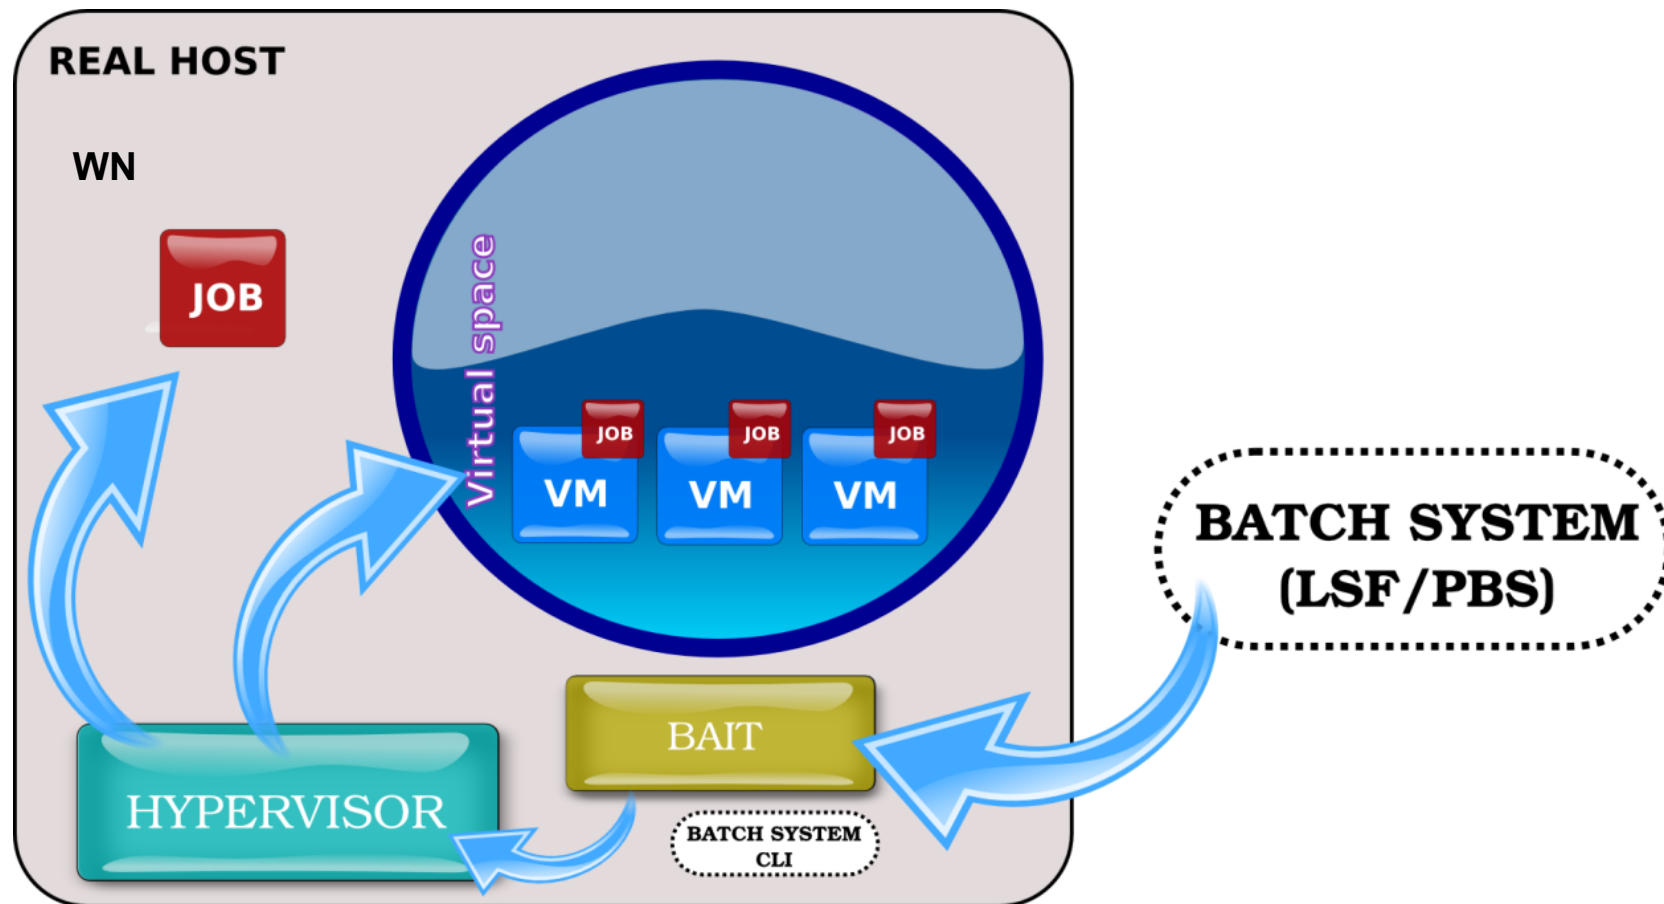 REAL HOST
WN
JOB
Virtual space
JOB
JOB
JOB
VM
VM
VM
BATCH SYSTEM
(LSF/PBS)
BAIT
HYPERVISOR
BATCH SYSTEM
CLI